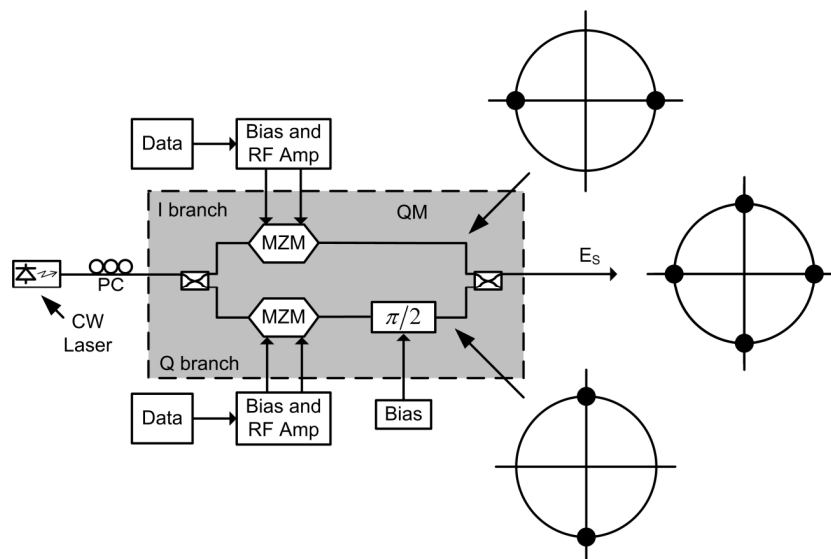 Data
Bias and
RF Amp
I branch
QM
MZM
E_S
PC
CW
Laser
MZM
π/2
Q branch
Data
Bias and
RF Amp
Bias